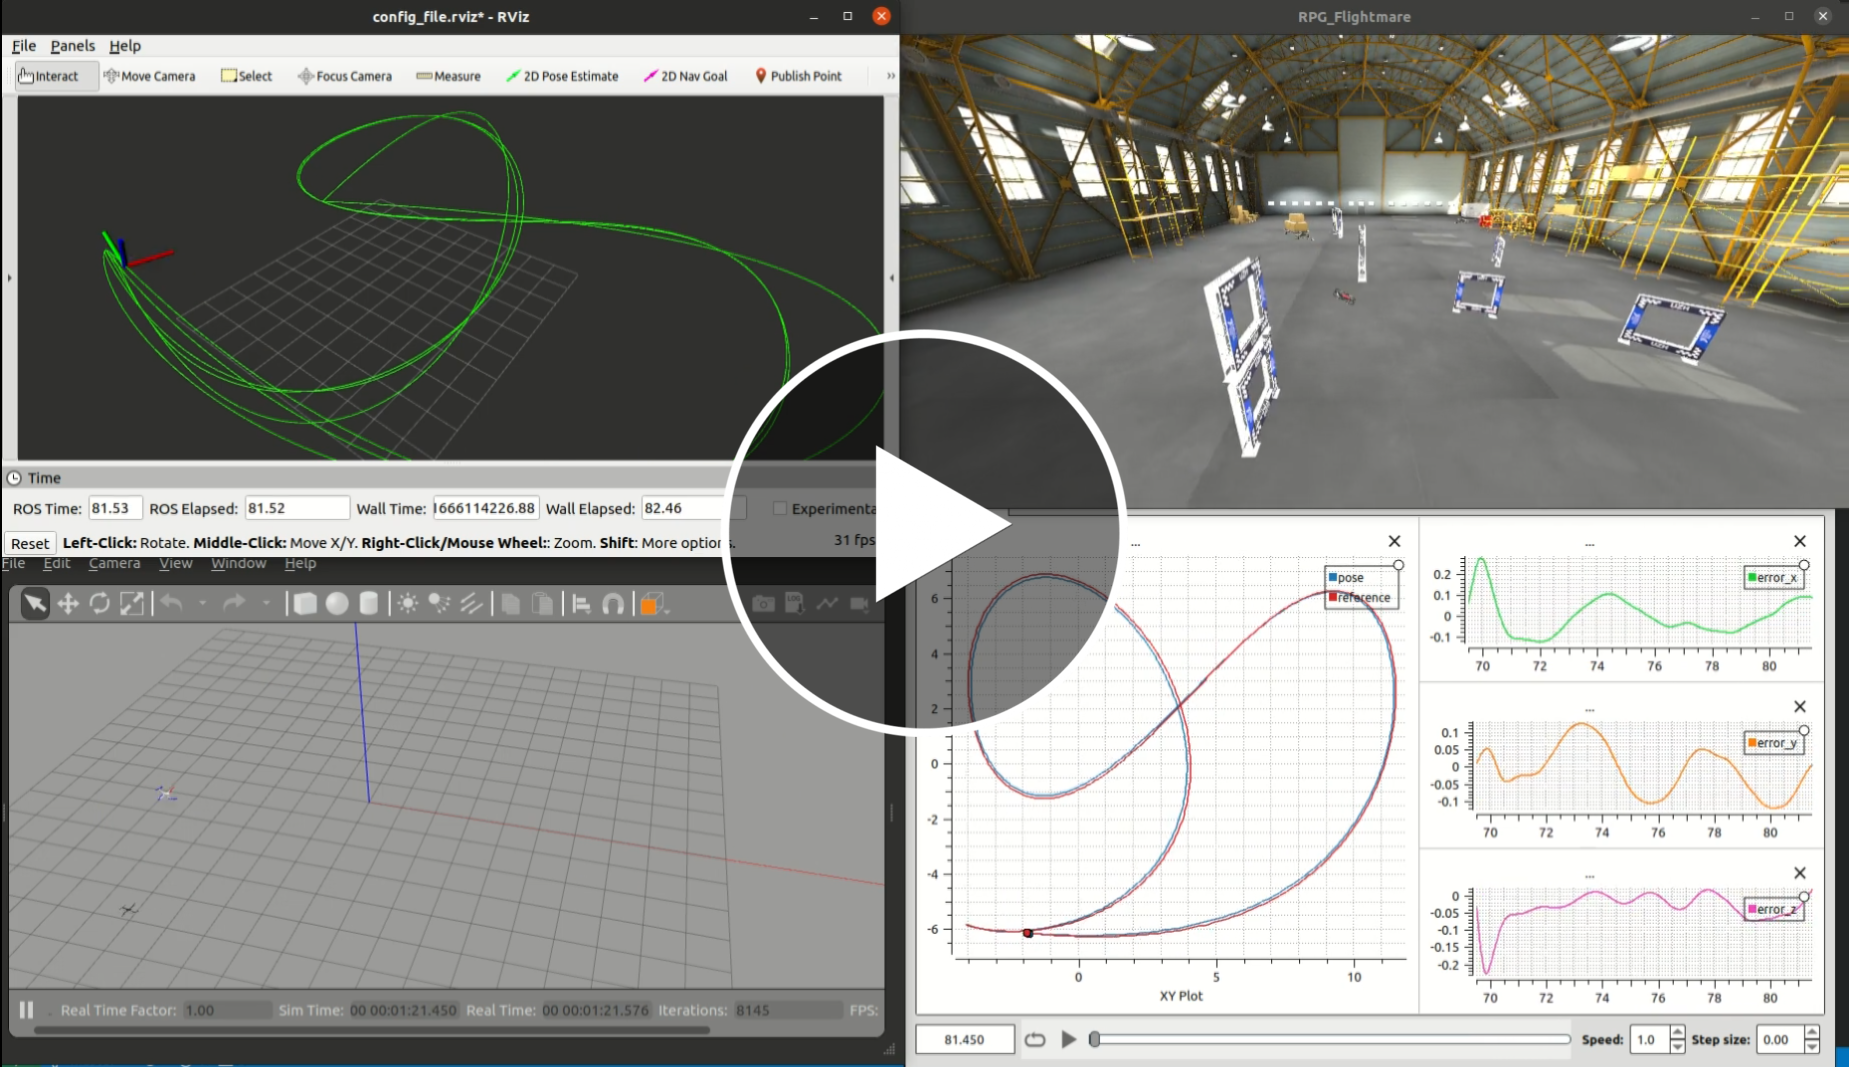 config_file.rviz* - RViz
File Panels Help
Interact Move Camera Select Focus Camera Measure 2D Pose Estimate 2D Nav Goal Publish Point »
Time
ROS Time: 81.53 ROS Elapsed: 81.52 Wall Time: 1666114226.88 Wall Elapsed: 82.46 Experimenta
Reset Left-Click: Rotate. Middle-Click: Move X/Y. Right-Click/Mouse Wheel:: Zoom. Shift: More options. 31 fps
File Edit Camera View Window Help
LOG
Real Time Factor: 1.00 Sim Time: 00 00:01:21.450 Real Time: 00 00:01:21.576 Iterations: 8145 FPS:
RPG_Flightmare
UZH
...
pose
reference
6
4
2
0
-2
-4
-6
0 5 10
XY Plot
...
error_x
0.2
0.1
0
-0.1
70 72 74 76 78 80
...
error_y
0.1
0.05
0
-0.05
-0.1
70 72 74 76 78 80
...
error_z
0
-0.05
-0.1
-0.15
-0.2
70 72 74 76 78 80
81.450 Speed: 1.0 Step size: 0.00